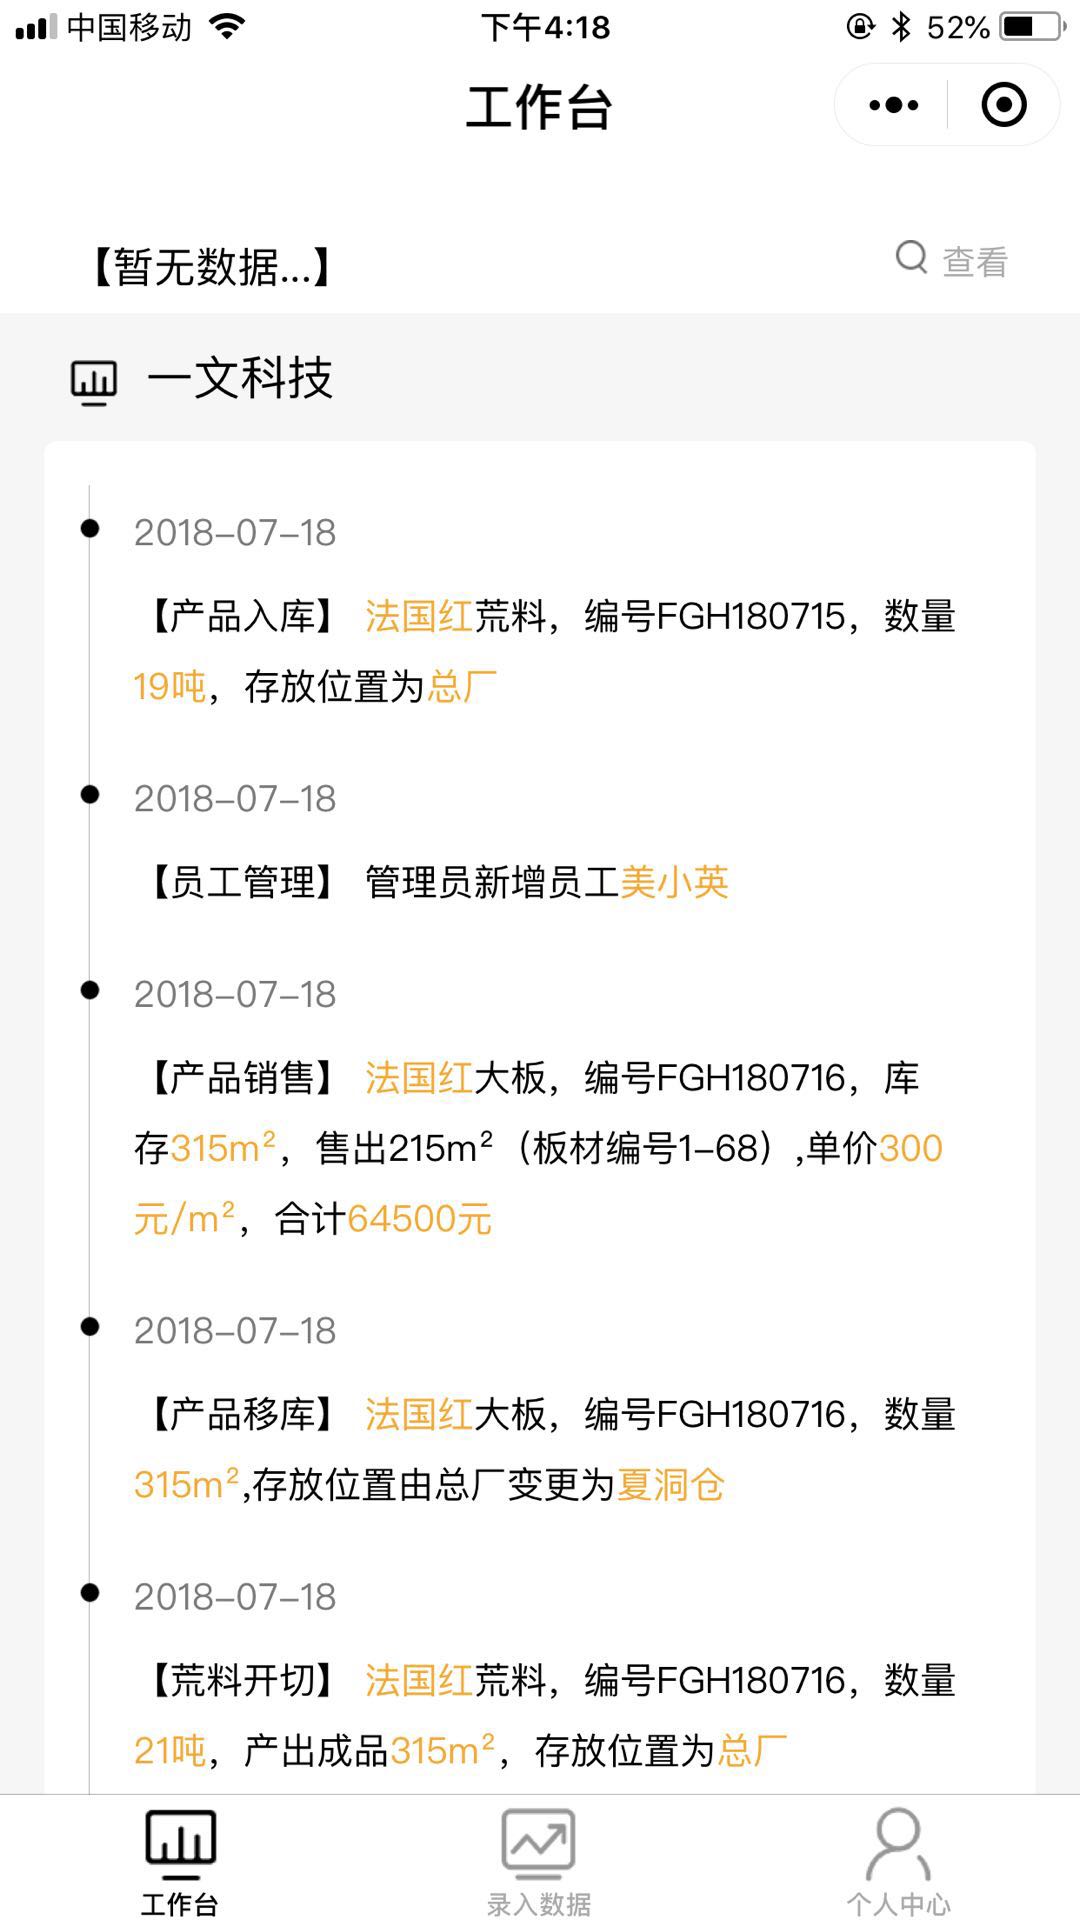 中国移动 下午4:18 52%
工作台
【暂无数据...】 查看
一文科技
2018-07-18
【产品入库】 法国红荒料，编号FGH180715，数量
19吨，存放位置为总厂
2018-07-18
【员工管理】 管理员新增员工美小英
2018-07-18
【产品销售】 法国红大板，编号FGH180716，库
存315m²，售出215m²（板材编号1-68）,单价300
元/m²，合计64500元
2018-07-18
【产品移库】 法国红大板，编号FGH180716，数量
315m²,存放位置由总厂变更为夏洞仓
2018-07-18
【荒料开切】 法国红荒料，编号FGH180716，数量
21吨，产出成品315m²，存放位置为总厂
工作台 录入数据 个人中心